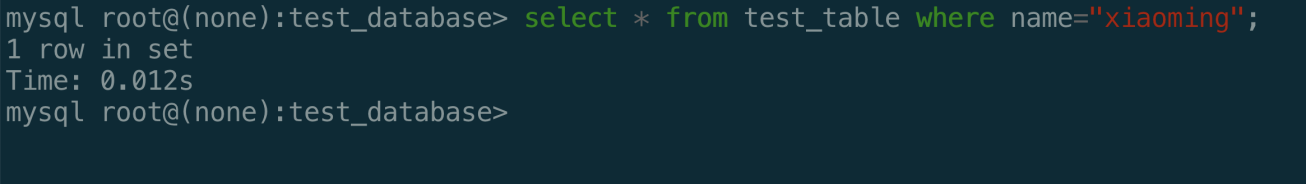 mysql root@(none):test_database> select * from test_table where name="xiaoming";
1 row in set
Time: 0.012s
mysql root@(none):test_database>